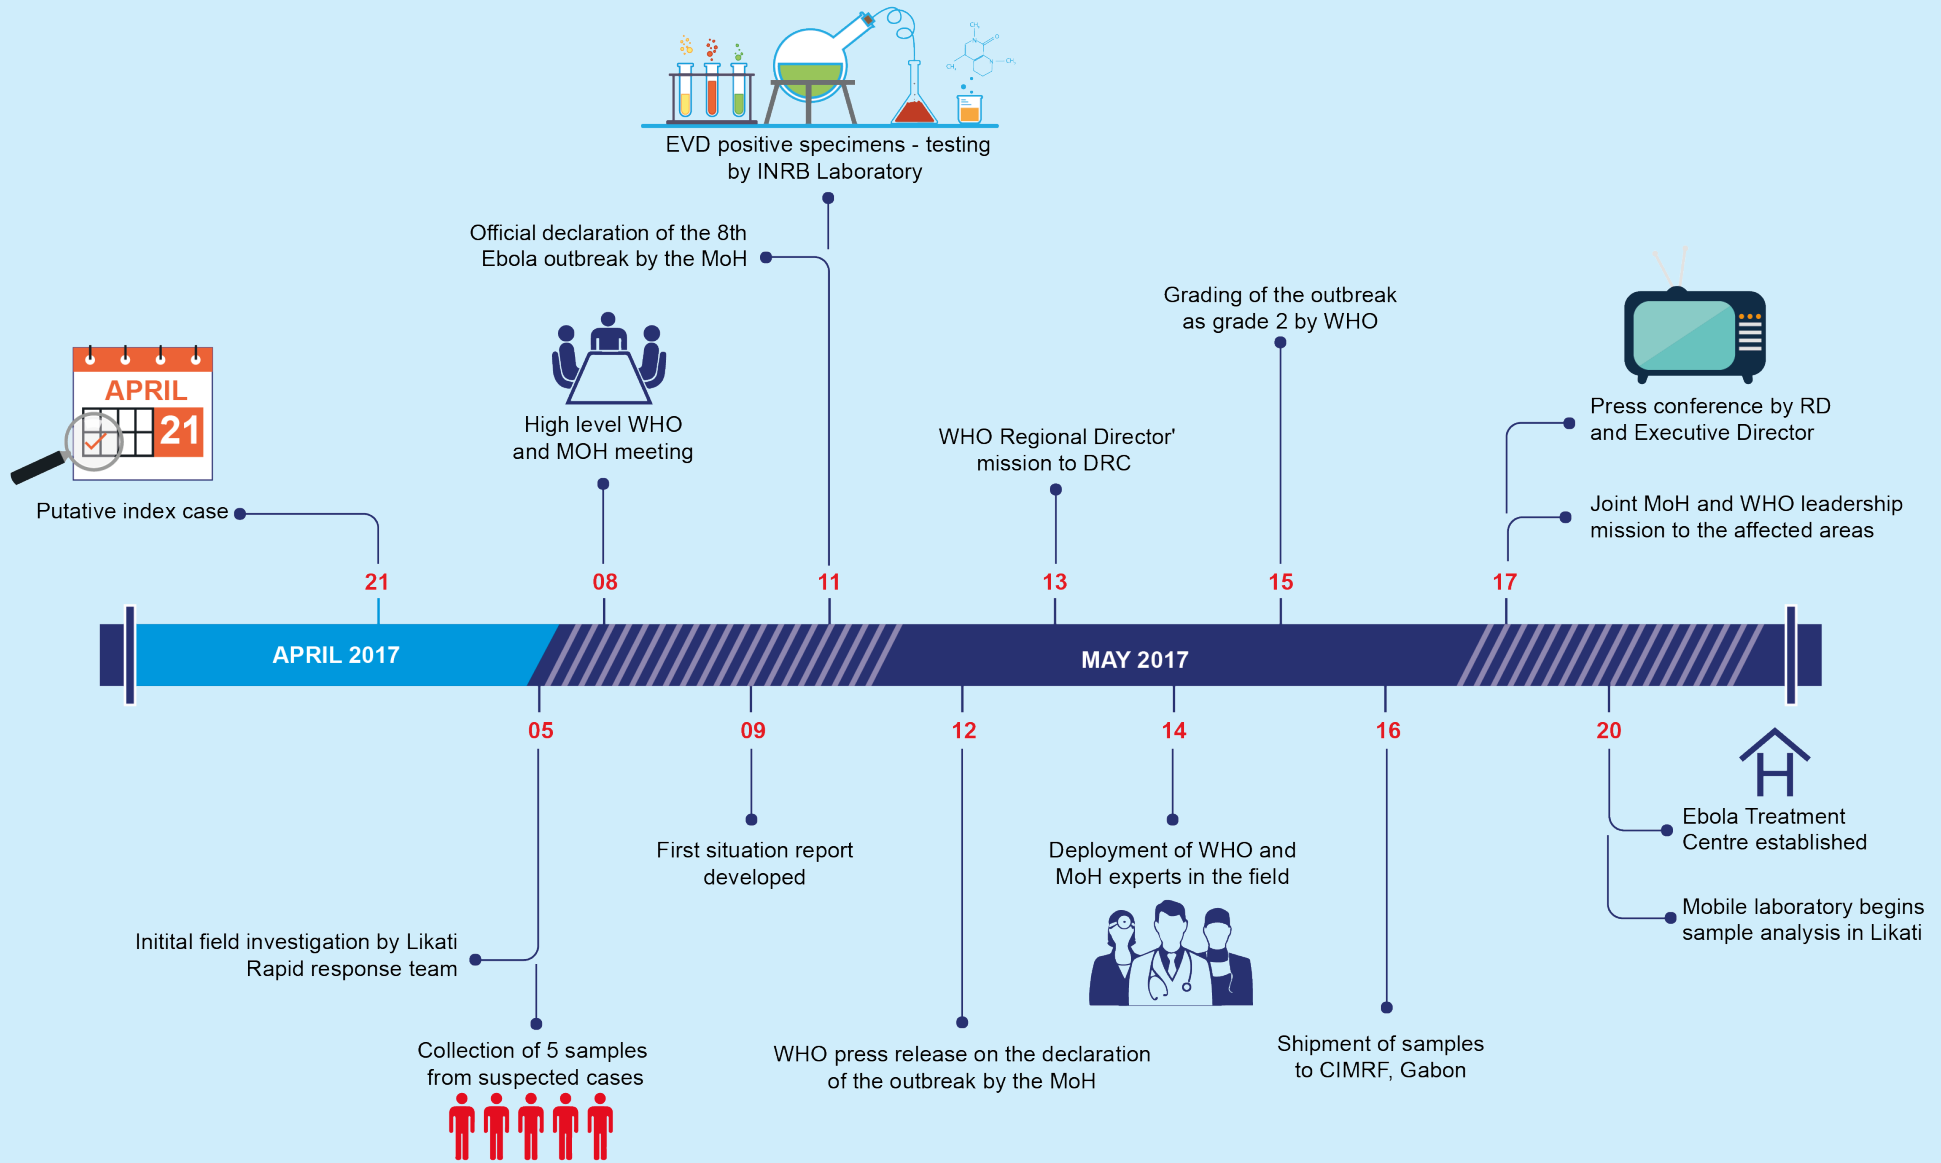 CH₃
N
O
CH₃
N
CH₃
EVD positive specimens - testing
by INRB Laboratory
Official declaration of the 8th
Ebola outbreak by the MoH
APRIL
21
Putative index case
High level WHO
and MOH meeting
WHO Regional Director'
mission to DRC
Grading of the outbreak
as grade 2 by WHO
Press conference by RD
and Executive Director
Joint MoH and WHO leadership
mission to the affected areas
21
08
11
13
15
17
APRIL 2017
MAY 2017
05
09
12
14
16
20
Initital field investigation by Likati
Rapid response team
Collection of 5 samples
from suspected cases
First situation report
developed
WHO press release on the declaration
of the outbreak by the MoH
Deployment of WHO and
MoH experts in the field
Shipment of samples
to CIMRF, Gabon
H
Ebola Treatment
Centre established
Mobile laboratory begins
sample analysis in Likati